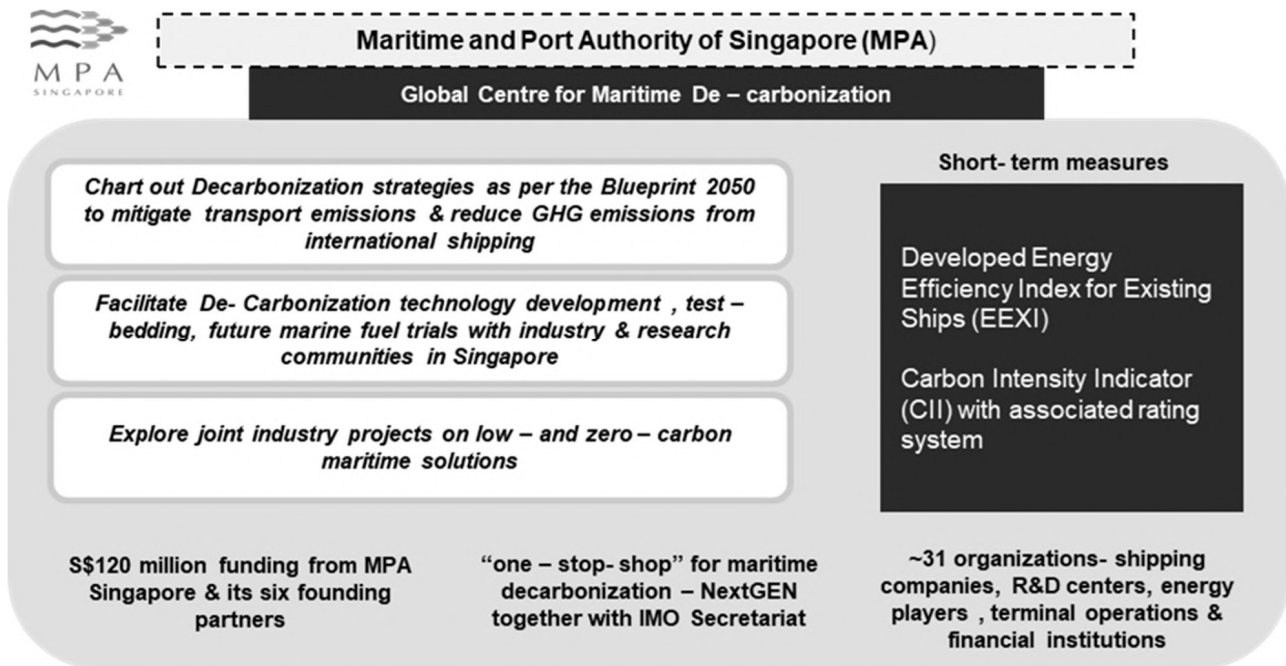 MPA
SINGAPORE
Maritime and Port Authority of Singapore (MPA)
Global Centre for Maritime De – carbonization
Chart out Decarbonization strategies as per the Blueprint 2050
to mitigate transport emissions & reduce GHG emissions from
international shipping
Facilitate De- Carbonization technology development , test –
bedding, future marine fuel trials with industry & research
communities in Singapore
Explore joint industry projects on low – and zero – carbon
maritime solutions
Short- term measures
Developed Energy
Efficiency Index for Existing
Ships (EEXI)
Carbon Intensity Indicator
(CII) with associated rating
system
S$120 million funding from MPA
Singapore & its six founding
partners
“one – stop- shop” for maritime
decarbonization – NextGEN
together with IMO Secretariat
~31 organizations- shipping
companies, R&D centers, energy
players , terminal operations &
financial institutions